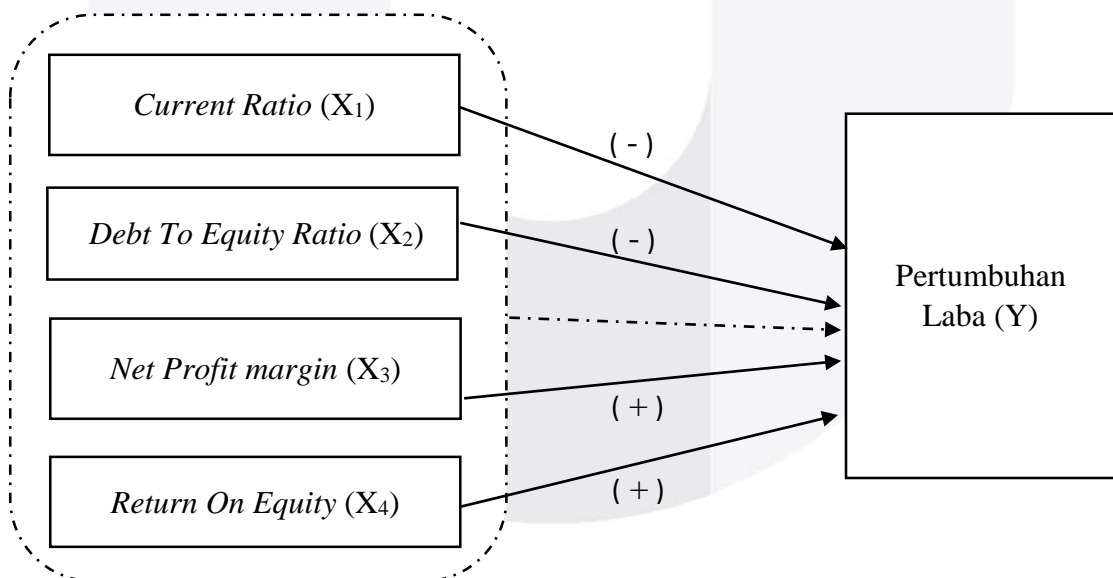 Current Ratio (X₁)
( - )
Debt To Equity Ratio (X₂)
( - )
Pertumbuhan
Laba (Y)
Net Profit margin (X₃)
( + )
Return On Equity (X₄)
( + )